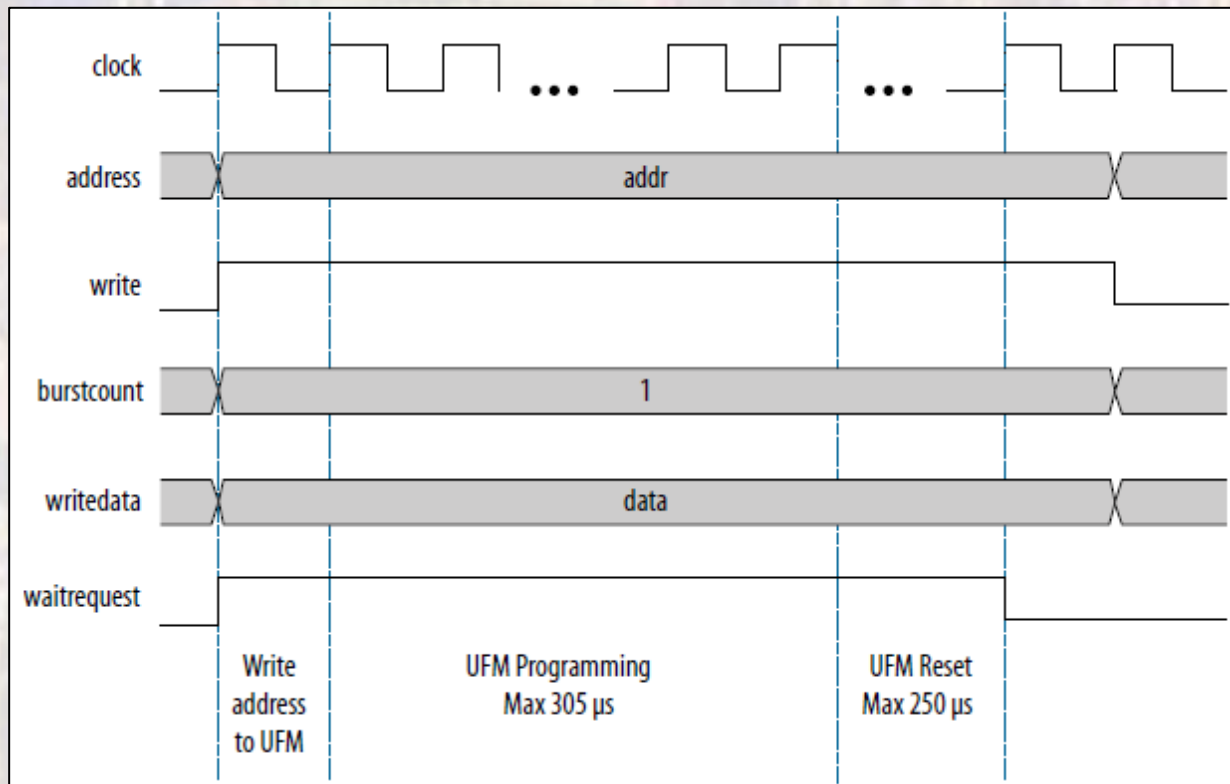 clock
address
addr
write
burstcount
1
writedata
data
waitrequest
Write
address
to UFM
UFM Programming
Max 305 µs
UFM Reset
Max 250 µs